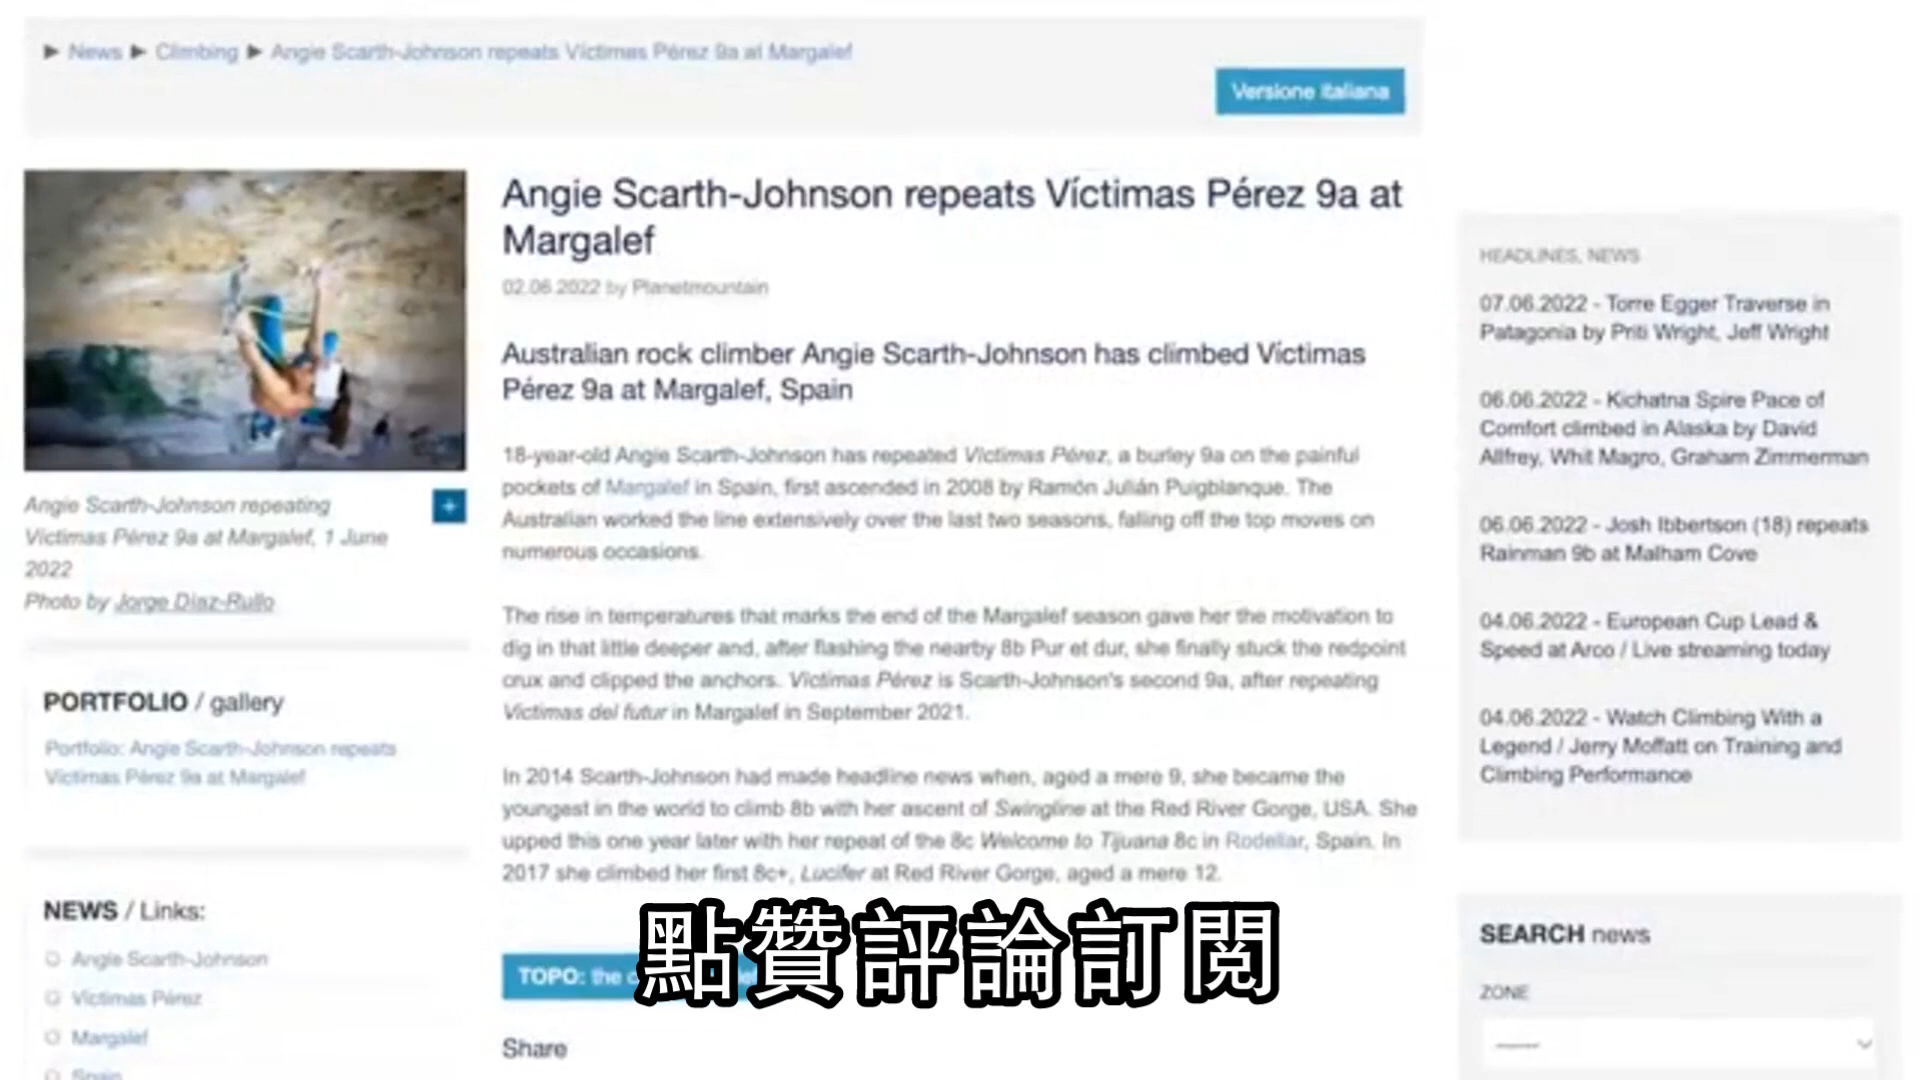 News ▶ Climbing ▶ Angie Scarth-Johnson repeats Víctimas Pérez 9a at Margalef
Versione italiana
Angie Scarth-Johnson repeats Víctimas Pérez 9a at
Margalef
02.06.2022 by Planetmountain
Australian rock climber Angie Scarth-Johnson has climbed Víctimas
Pérez 9a at Margalef, Spain
18-year-old Angie Scarth-Johnson has repeated Víctimas Pérez, a burley 9a on the painful
pockets of Margalef in Spain, first ascended in 2008 by Ramón Julián Puigblanque. The
Australian worked the line extensively over the last two seasons, falling off the top moves on
numerous occasions.
The rise in temperatures that marks the end of the Margalef season gave her the motivation to
dig in that little deeper and, after flashing the nearby 8b Pur et dur, she finally stuck the redpoint
crux and clipped the anchors. Víctimas Pérez is Scarth-Johnson's second 9a, after repeating
Victimas del futur in Margalef in September 2021.
In 2014 Scarth-Johnson had made headline news when, aged a mere 9, she became the
youngest in the world to climb 8b with her ascent of Swingline at the Red River Gorge, USA. She
upped this one year later with her repeat of the 8c Welcome to Tijuana 8c in Rodellar, Spain. In
2017 she climbed her first 8c+, Lucifer at Red River Gorge, aged a mere 12.
TOPO: the
Share
Angie Scarth-Johnson repeating
Víctimas Pérez 9a at Margalef, 1 June
2022
Photo by Jorge Díaz-Rullo
+
PORTFOLIO / gallery
Portfolio: Angie Scarth-Johnson repeats
Víctimas Pérez 9a at Margalef
NEWS / Links:
Angie Scarth-Johnson
Víctimas Pérez
Margalef
Spain
HEADLINES, NEWS
07.06.2022 - Torre Egger Traverse in
Patagonia by Priti Wright, Jeff Wright
06.06.2022 - Kichatna Spire Pace of
Comfort climbed in Alaska by David
Allfrey, Whit Magro, Graham Zimmerman
06.06.2022 - Josh Ibbertson (18) repeats
Rainman 9b at Malham Cove
04.06.2022 - European Cup Lead &
Speed at Arco / Live streaming today
04.06.2022 - Watch Climbing With a
Legend / Jerry Moffatt on Training and
Climbing Performance
SEARCH news
ZONE
點贊評論訂閱